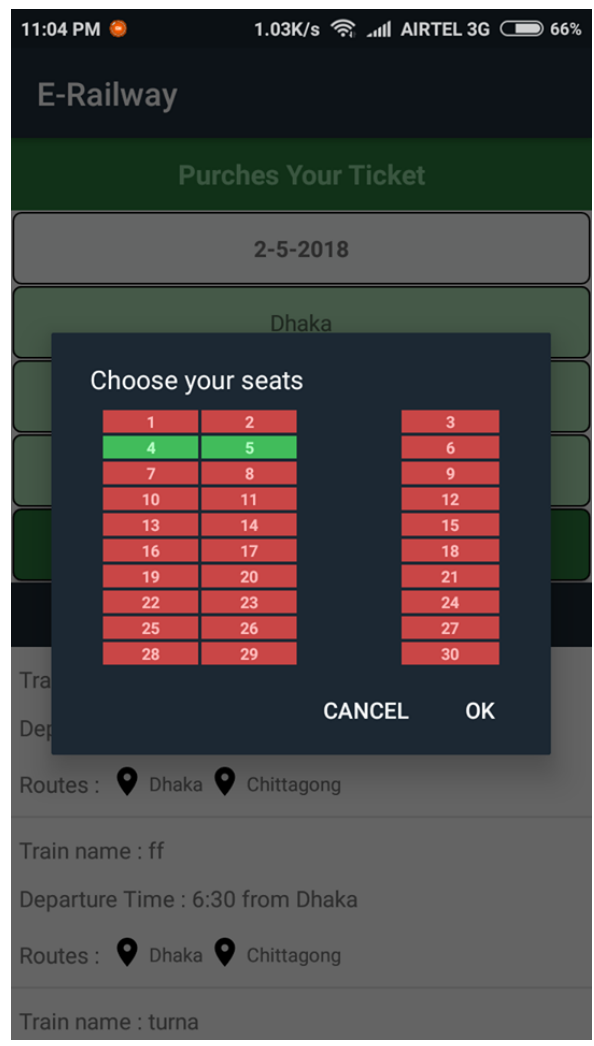 11:04 PM 1.03K/s AIRTEL 3G 66%
E-Railway
Purches Your Ticket
2-5-2018
Dhaka
Choose your seats
1 2 3
4 5 6
7 8 9
10 11 12
13 14 15
16 17 18
19 20 21
22 23 24
25 26 27
28 29 30
CANCEL OK
Tra
Dep
Routes : Dhaka Chittagong
Train name : ff
Departure Time : 6:30 from Dhaka
Routes : Dhaka Chittagong
Train name : turna